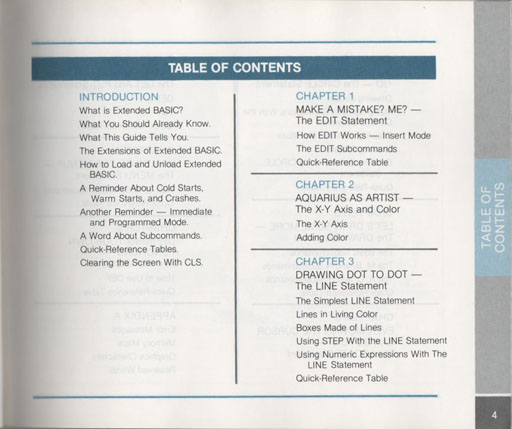 TABLE OF CONTENTS
INTRODUCTION
What is Extended BASIC?
What You Should Already Know.
What This Guide Tells You.
The Extensions of Extended BASIC.
How to Load and Unload Extended
BASIC.
A Reminder About Cold Starts,
Warm Starts, and Crashes.
Another Reminder — Immediate
and Programmed Mode.
A Word About Subcommands.
Quick-Reference Tables.
Clearing the Screen With CLS.
CHAPTER 1
MAKE A MISTAKE? ME? —
The EDIT Statement
How EDIT Works — Insert Mode
The EDIT Subcommands
Quick-Reference Table
CHAPTER 2
AQUARIUS AS ARTIST —
The X-Y Axis and Color
The X-Y Axis
Adding Color
CHAPTER 3
DRAWING DOT TO DOT —
The LINE Statement
The Simplest LINE Statement
Lines in Living Color
Boxes Made of Lines
Using STEP With the LINE Statement
Using Numeric Expressions With The
LINE Statement
Quick-Reference Table
TABLE OF
CONTENTS
4